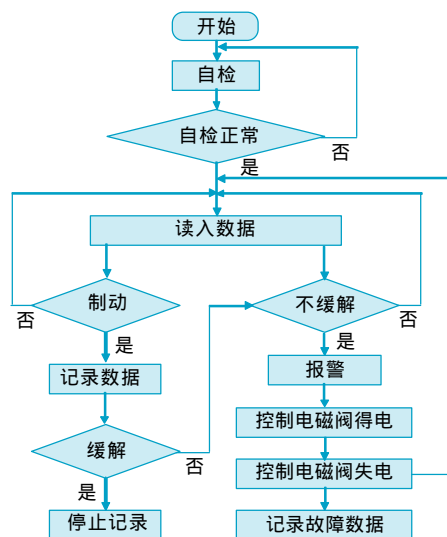 开始
自检
自检正常
否
是
读入数据
制动
不缓解
否
否
是
是
记录数据
报警
控制电磁阀得电
缓解
否
控制电磁阀失电
是
停止记录
记录故障数据